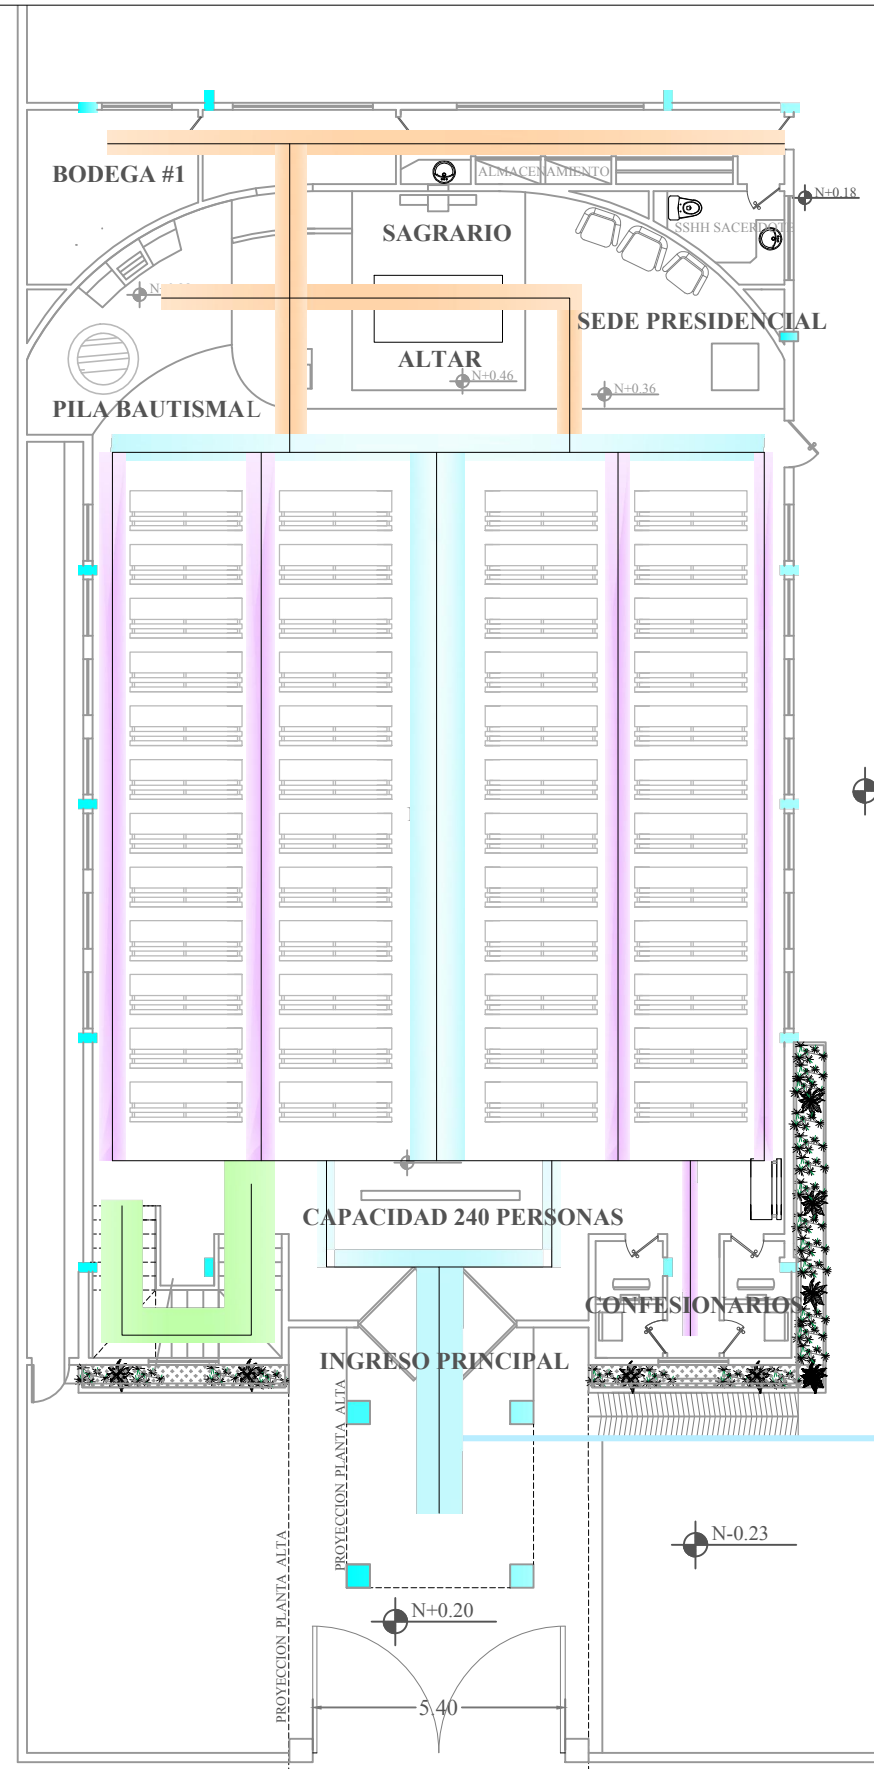 BODEGA #1
ALMACENAMIENTO
N+0.18
SAGRARIO
SSHH SACERDOTE
SEDE PRESIDENCIAL
ALTAR
N+0.46
N+0.36
PILA BAUTISMAL
CAPACIDAD 240 PERSONAS
CONFESIONARIOS
INGRESO PRINCIPAL
PROYECCION PLANTA ALTA
PROYECCION PLANTA ALTA
N-0.23
N+0.20
5.40